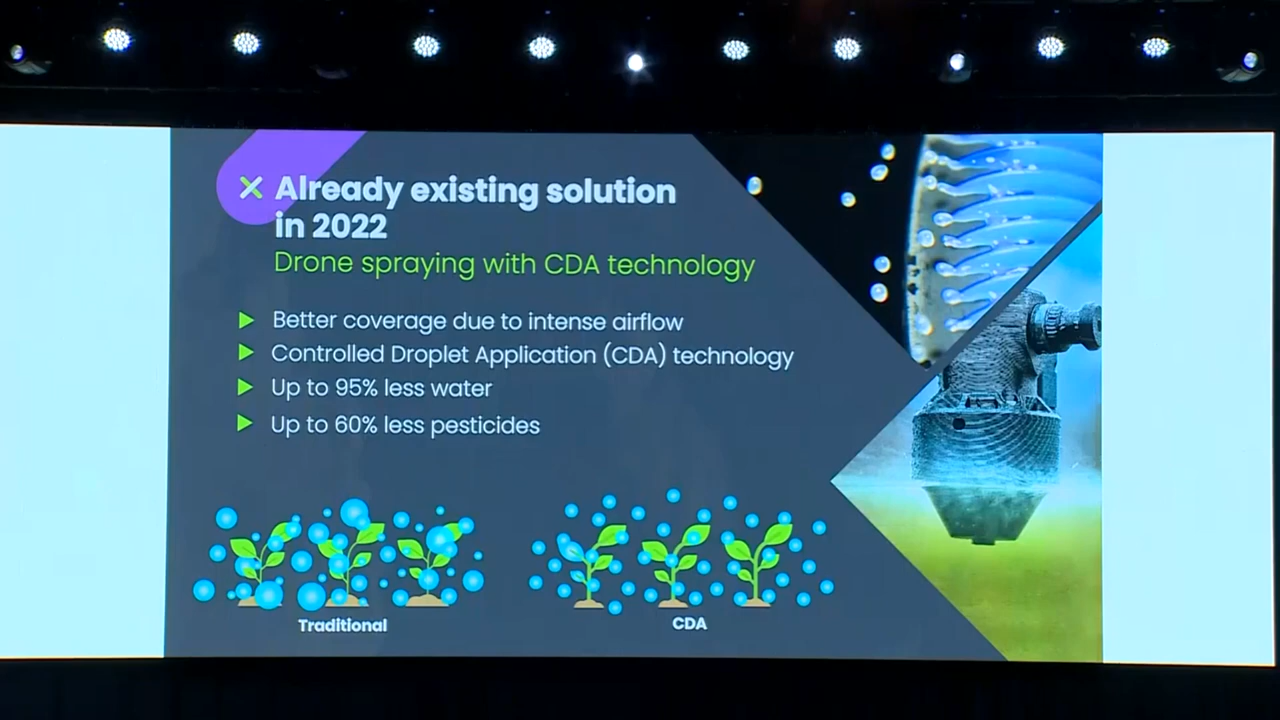 Already existing solution
in 2022
Drone spraying with CDA technology
Better coverage due to intense airflow
Controlled Droplet Application (CDA) technology
Up to 95% less water
Up to 60% less pesticides
Traditional
CDA